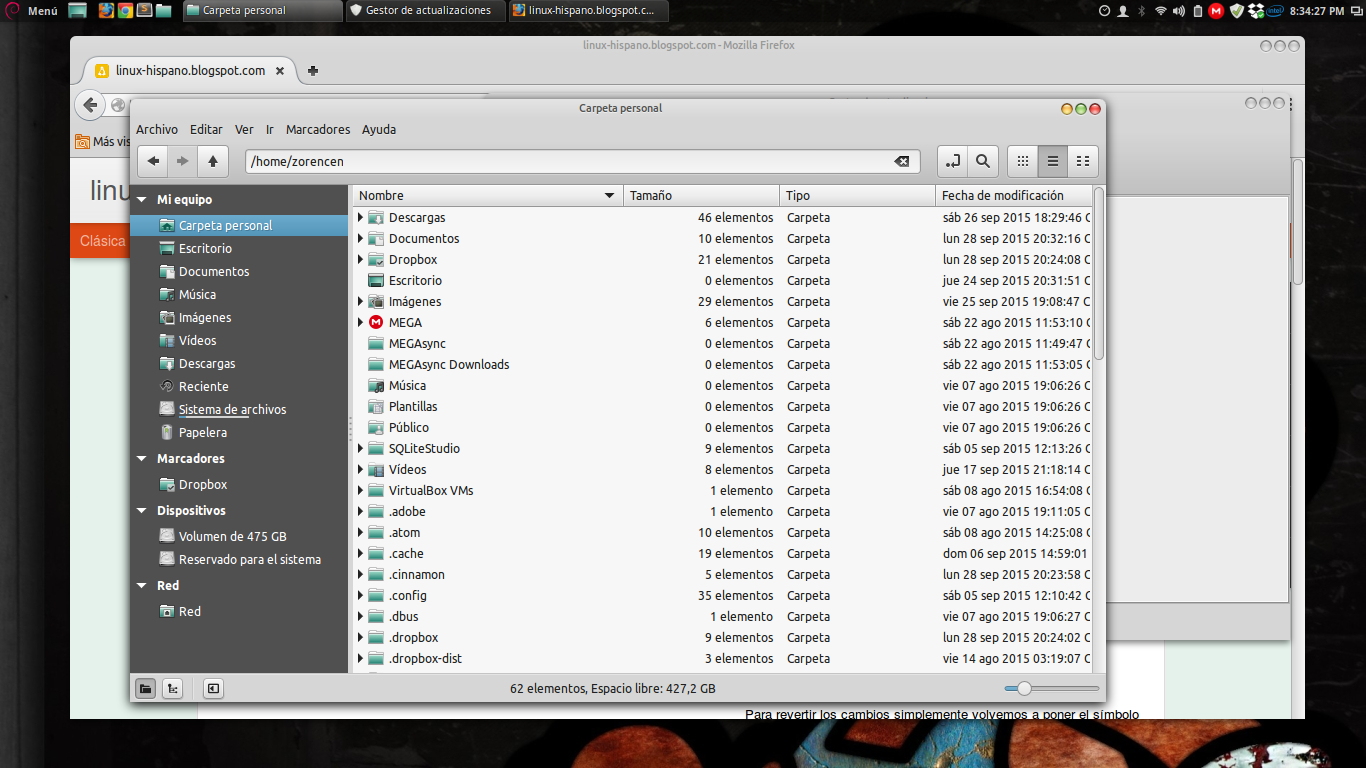 Menú Carpeta personal Gestor de actualizaciones linux-hispano.blogspot.c... intel 8:34:27 PM
linux-hispano.blogspot.com - Mozilla Firefox
linux-hispano.blogspot.com
Carpeta personal
Más vis
linu
Clásica
Archivo Editar Ver Ir Marcadores Ayuda
/home/zorencen
Mi equipo
Carpeta personal
Escritorio
Documentos
Música
Imágenes
Vídeos
Descargas
Reciente
Sistema de archivos
Papelera
Marcadores
Dropbox
Dispositivos
Volumen de 475 GB
Reservado para el sistema
Red
Red
Nombre Tamaño Tipo Fecha de modificación
Descargas 46 elementos Carpeta sáb 26 sep 2015 18:29:46 C
Documentos 10 elementos Carpeta lun 28 sep 2015 20:32:16 C
Dropbox 21 elementos Carpeta lun 28 sep 2015 20:24:08 C
Escritorio 0 elementos Carpeta jue 24 sep 2015 20:31:51 C
Imágenes 29 elementos Carpeta vie 25 sep 2015 19:08:47 C
MEGA 6 elementos Carpeta sáb 22 ago 2015 11:53:10 C
MEGAsync 0 elementos Carpeta sáb 22 ago 2015 11:49:47 C
MEGAsync Downloads 0 elementos Carpeta sáb 22 ago 2015 11:53:05 C
Música 0 elementos Carpeta vie 07 ago 2015 19:06:26 C
Plantillas 0 elementos Carpeta vie 07 ago 2015 19:06:26 C
Público 0 elementos Carpeta vie 07 ago 2015 19:06:26 C
SQLiteStudio 9 elementos Carpeta sáb 05 sep 2015 12:13:26 C
Vídeos 8 elementos Carpeta jue 17 sep 2015 21:18:14 C
VirtualBox VMs 1 elemento Carpeta sáb 08 ago 2015 16:54:08 C
.adobe 1 elemento Carpeta vie 07 ago 2015 19:11:05 C
.atom 10 elementos Carpeta sáb 08 ago 2015 14:25:08 C
.cache 19 elementos Carpeta dom 06 sep 2015 14:59:01
.cinnamon 5 elementos Carpeta lun 28 sep 2015 20:23:58 C
.config 35 elementos Carpeta sáb 05 sep 2015 12:10:42 C
.dbus 1 elemento Carpeta vie 07 ago 2015 19:06:27 C
.dropbox 9 elementos Carpeta lun 28 sep 2015 20:24:02 C
.dropbox-dist 3 elementos Carpeta vie 14 ago 2015 03:19:07 C
62 elementos, Espacio libre: 427,2 GB
Para revertir los cambios simplemente volvemos a poner el símbolo